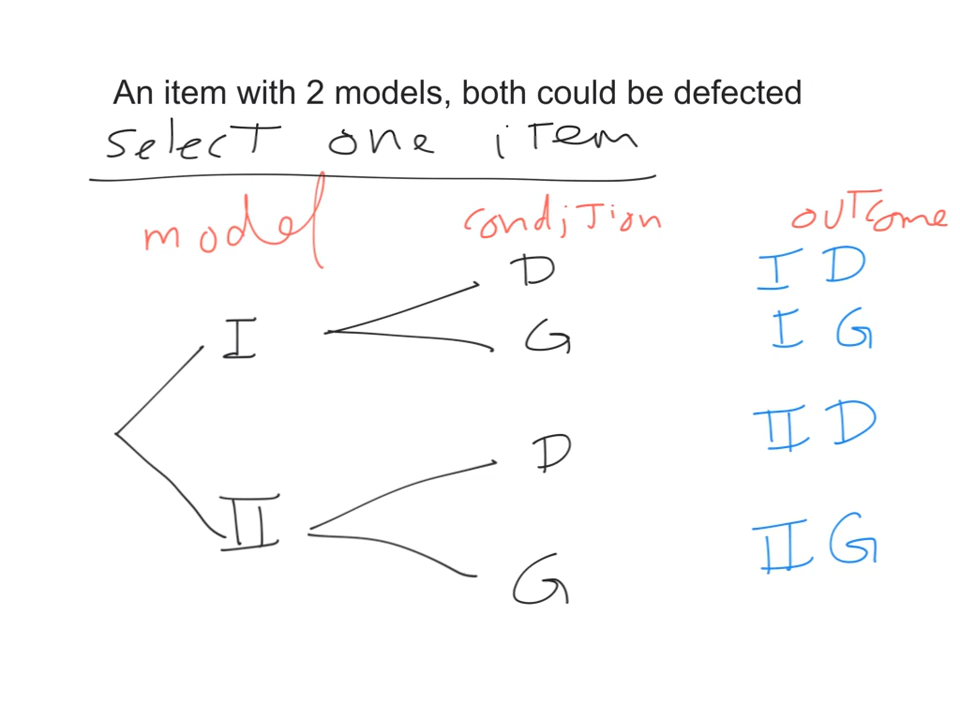 An item with 2 models, both could be defected
select one item
model condition outcome
D I D
I G I G
D II D
II G II G